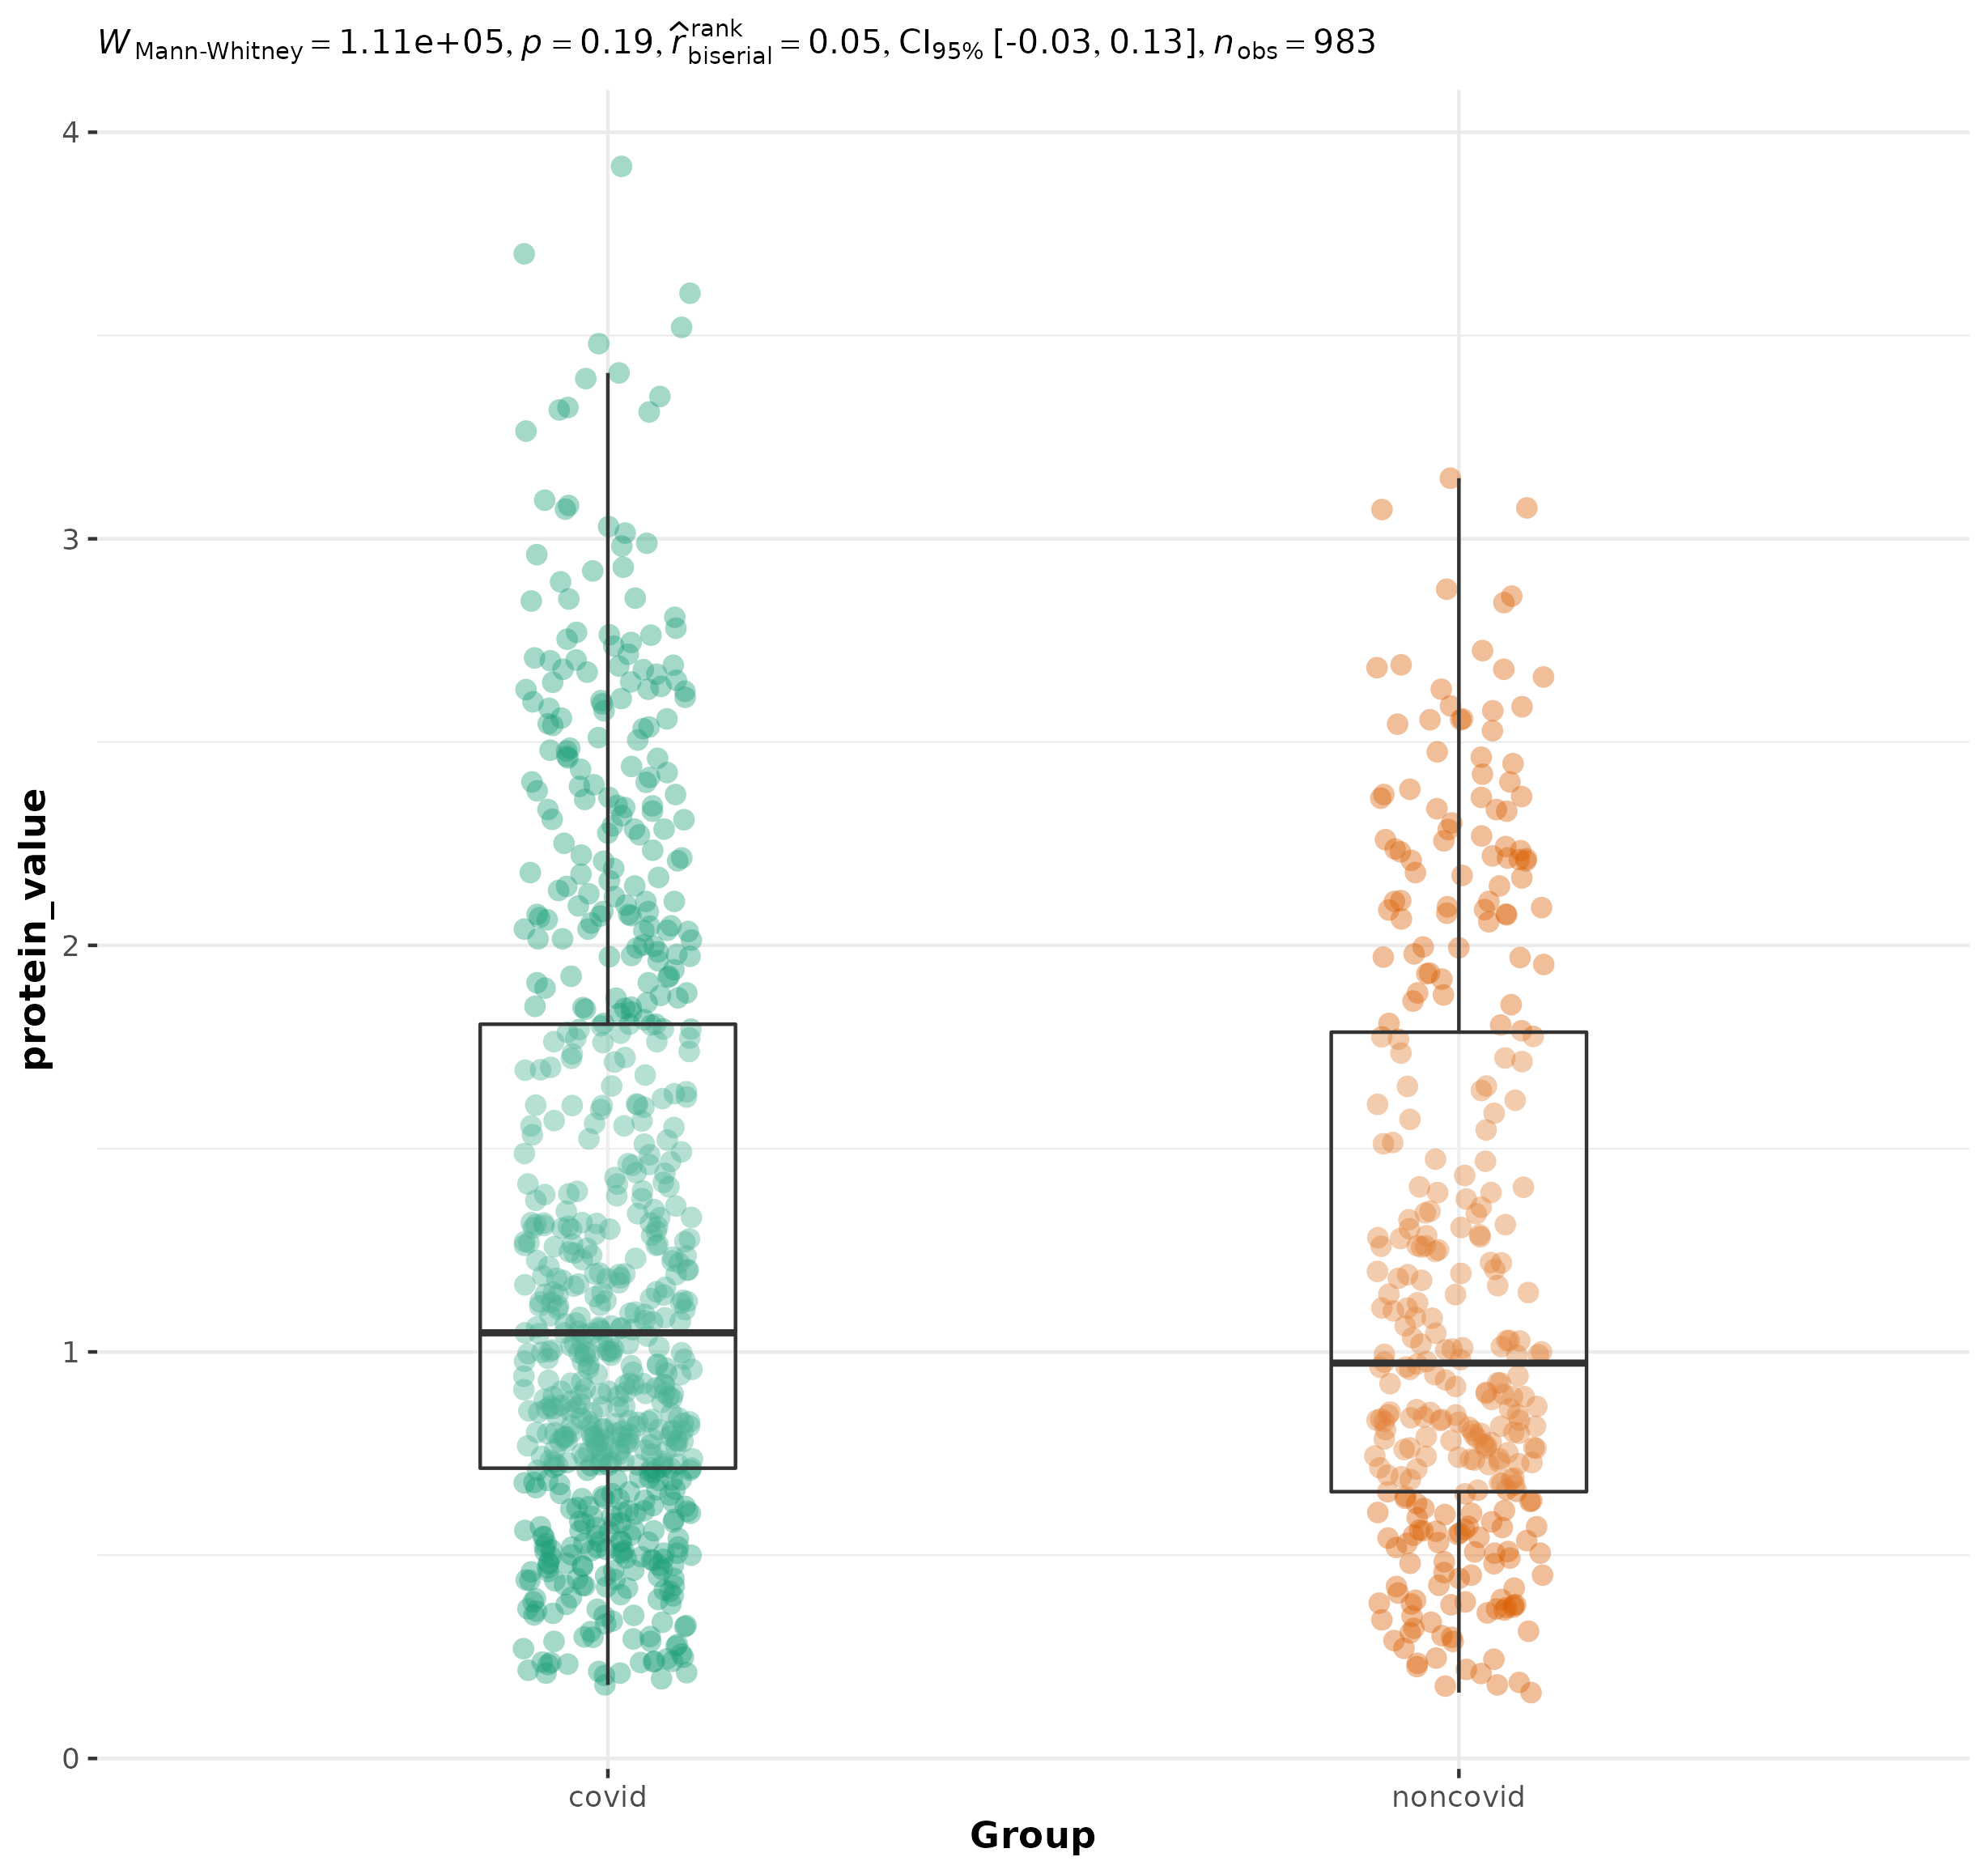 W Mann-Whitney = 1.11e+05, p = 0.19, r̂ rank biserial = 0.05, CI95% [-0.03, 0.13], n obs = 983
4
3
2
1
0
protein_value
covid noncovid
Group